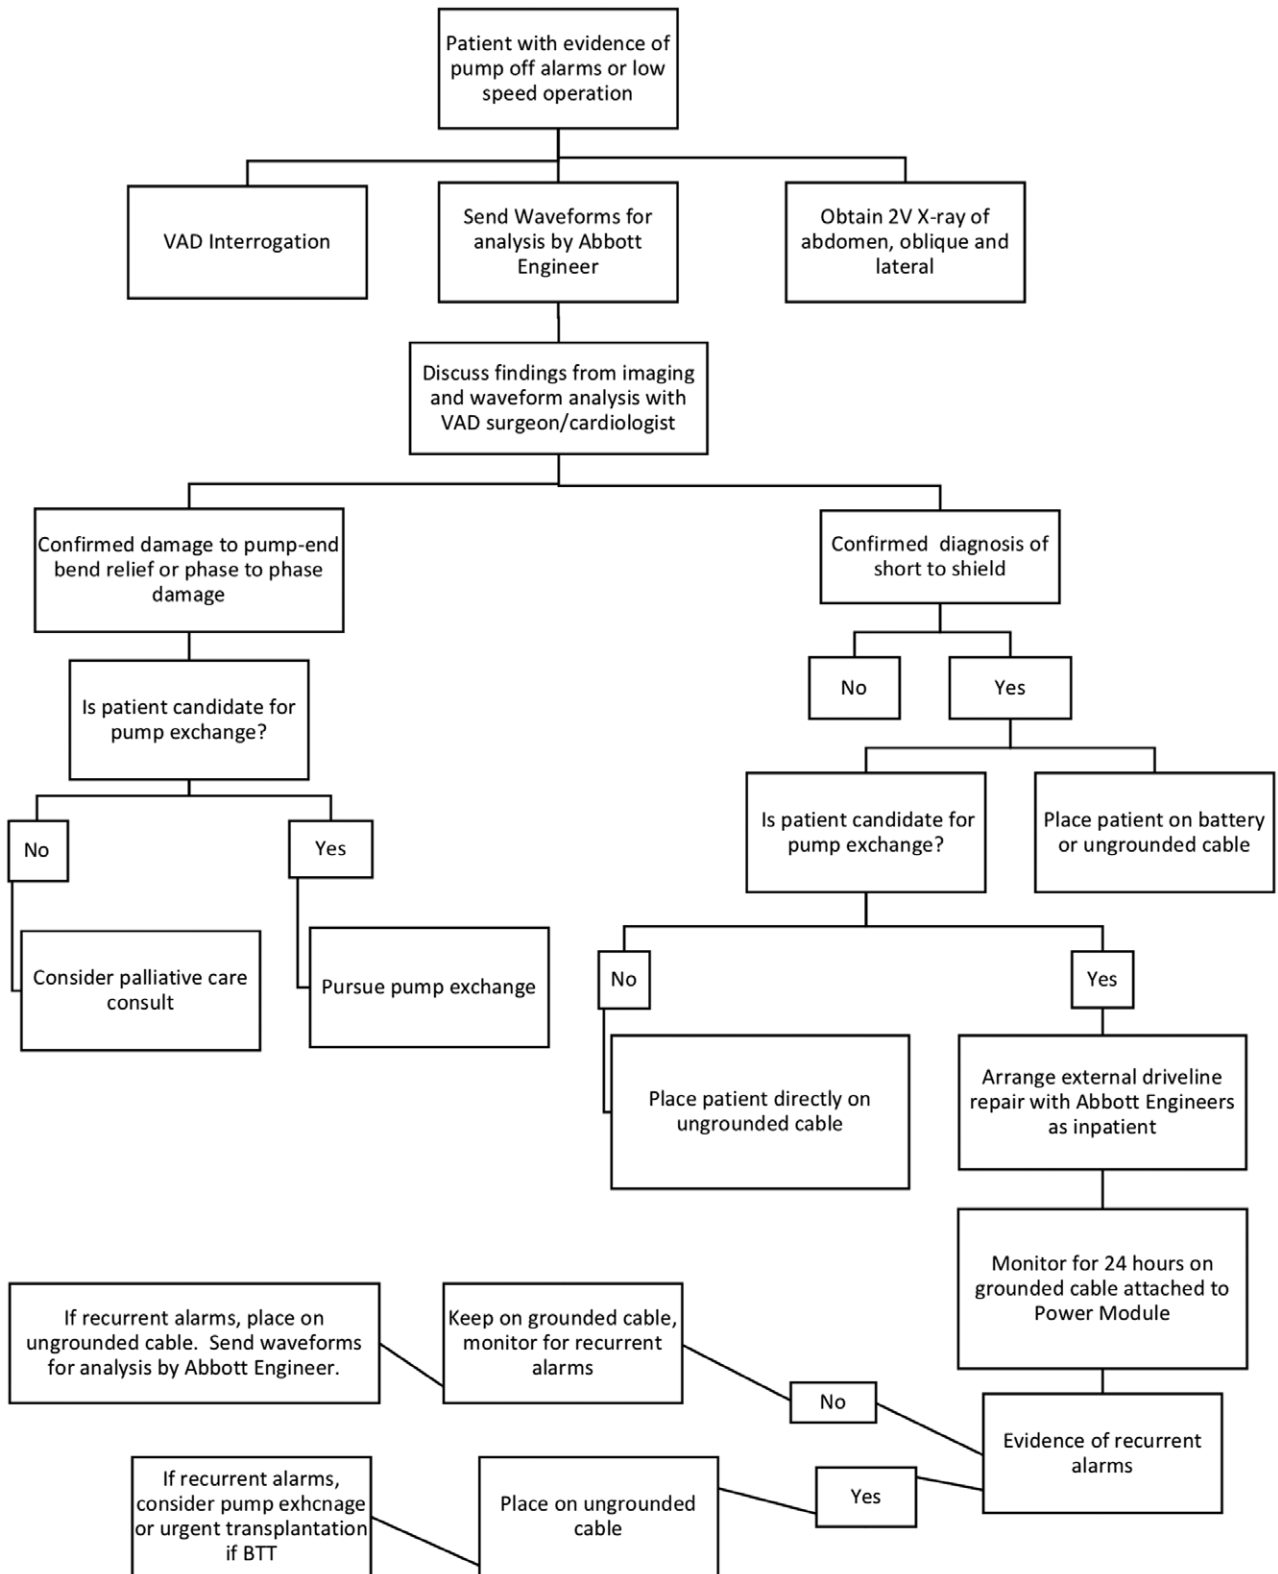 Patient with evidence of
pump off alarms or low
speed operation
VAD Interrogation
Send Waveforms for
analysis by Abbott
Engineer
Obtain 2V X-ray of
abdomen, oblique and
lateral
Discuss findings from imaging
and waveform analysis with
VAD surgeon/cardiologist
Confirmed damage to pump-end
bend relief or phase to phase
damage
Confirmed diagnosis of
short to shield
Is patient candidate for
pump exchange?
No
Yes
No
Yes
Consider palliative care
consult
Pursue pump exchange
Is patient candidate for
pump exchange?
Place patient on battery
or ungrounded cable
No
Yes
Place patient directly on
ungrounded cable
Arrange external driveline
repair with Abbott Engineers
as inpatient
Monitor for 24 hours on
grounded cable attached to
Power Module
Evidence of recurrent
alarms
No
Keep on grounded cable,
monitor for recurrent
alarms
If recurrent alarms, place on
ungrounded cable. Send waveforms
for analysis by Abbott Engineer.
Yes
Place on ungrounded
cable
If recurrent alarms,
consider pump exhcnage
or urgent transplantation
if BTT